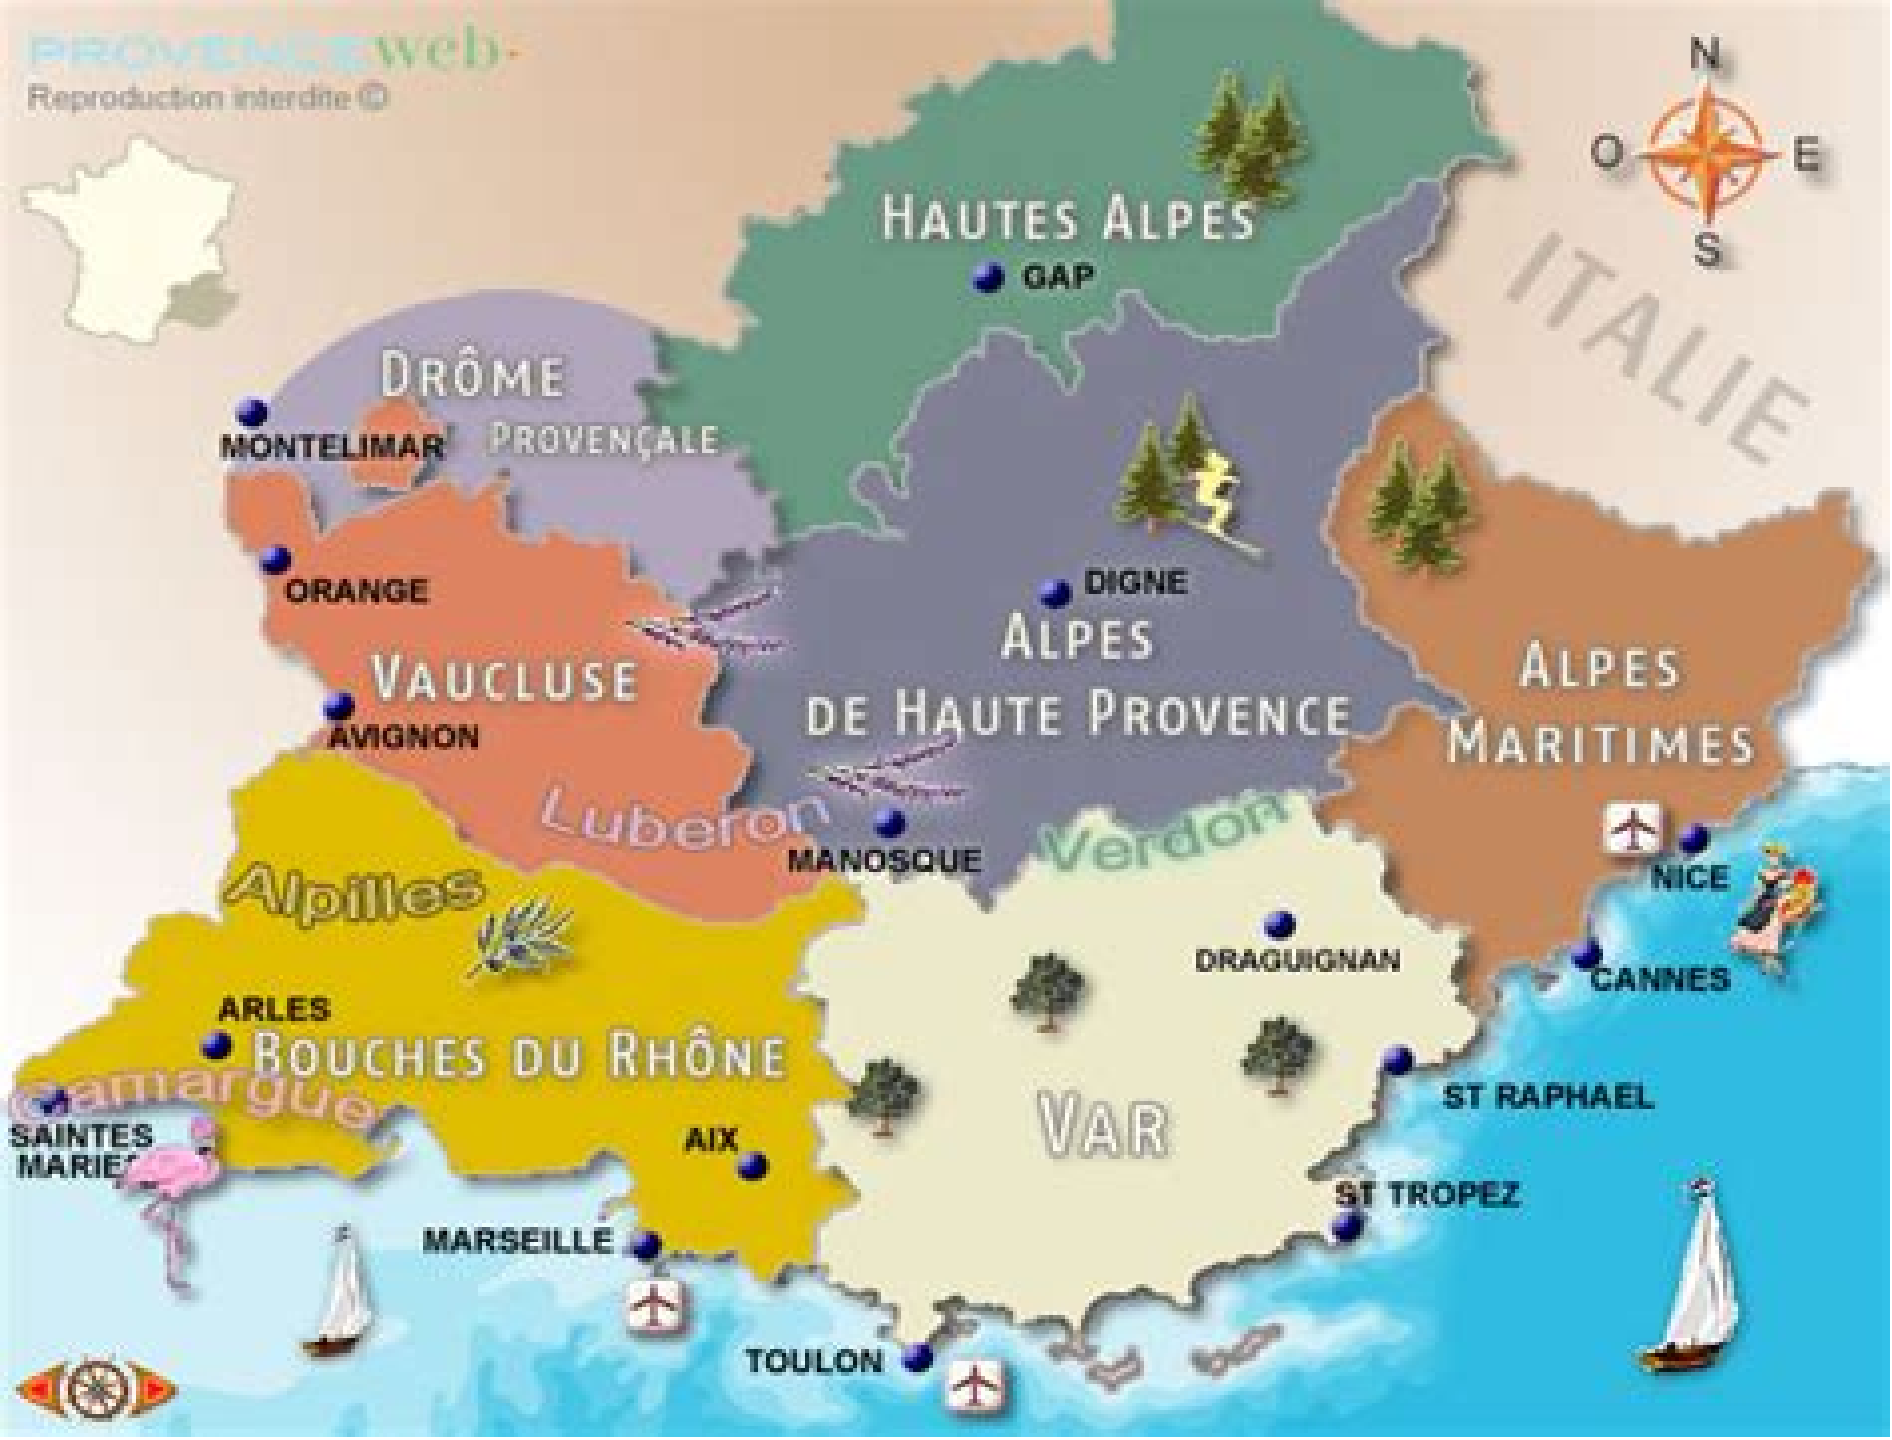 PROVENCEweb
Reproduction interdite ©
N
O
E
S
ITALIE
HAUTES ALPES
GAP
DRÔME
PROVENÇALE
MONTELIMAR
ORANGE
VAUCLUSE
AVIGNON
DIGNE
ALPES
DE HAUTE PROVENCE
ALPES
MARITIMES
Luberon
MANOSQUE
Verdon
NICE
CANNES
Alpilles
DRAGUIGNAN
ARLES
BOUCHES DU RHÔNE
Camargue
SAINTES
MARIES
AIX
VAR
ST RAPHAEL
ST TROPEZ
MARSEILLE
TOULON